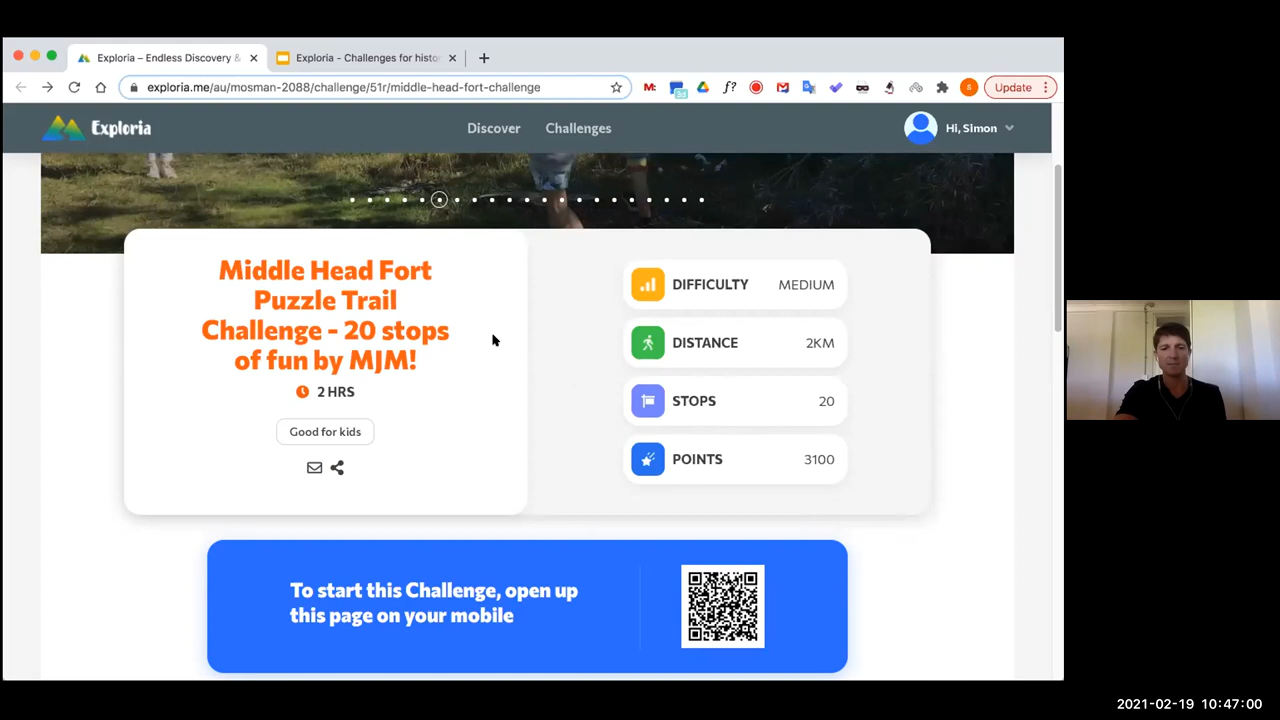 Exploria – Endless Discovery &
Exploria - Challenges for histo
exploria.me/au/mosman-2088/challenge/51r/middle-head-fort-challenge
Update
Exploria
Discover
Challenges
Hi, Simon
Middle Head Fort
Puzzle Trail
Challenge - 20 stops
of fun by MJM!
2 HRS
Good for kids
DIFFICULTY MEDIUM
DISTANCE 2KM
STOPS 20
POINTS 3100
To start this Challenge, open up
this page on your mobile
2021-02-19 10:47:00